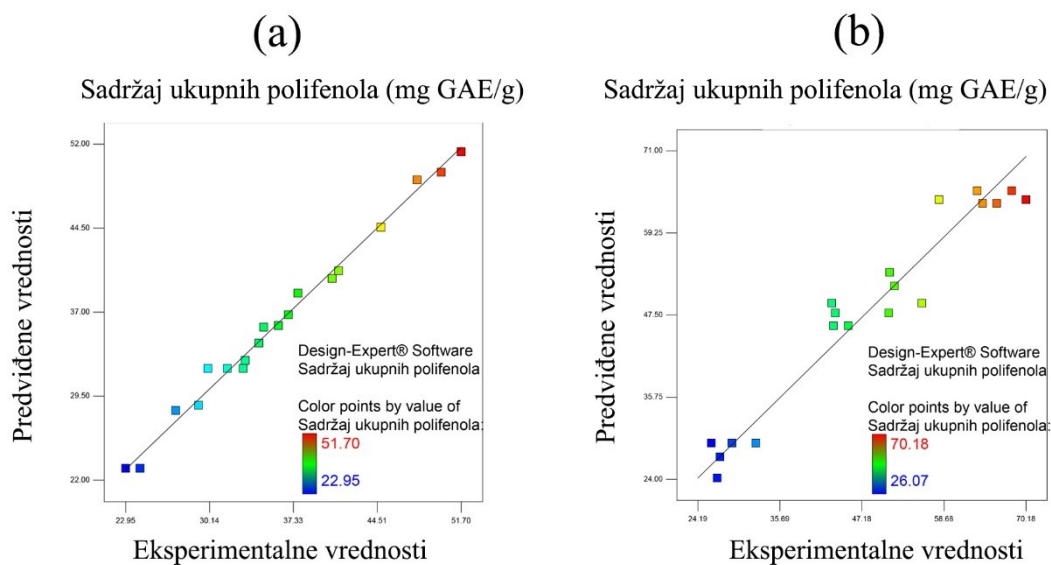 (a)
Sadržaj ukupnih polifenola (mg GAE/g)
Predviđene vrednosti
52.00
44.50
37.00
29.50
22.00
Design-Expert® Software
Sadržaj ukupnih polifenola
Color points by value of
Sadržaj ukupnih polifenola:
51.70
22.95
22.95
30.14
37.33
44.51
51.70
Eksperimentalne vrednosti
(b)
Sadržaj ukupnih polifenola (mg GAE/g)
Predviđene vrednosti
71.00
59.25
47.50
35.75
24.00
Design-Expert® Software
Sadržaj ukupnih polifenola
Color points by value of
Sadržaj ukupnih polifenola:
70.18
26.07
24.19
35.69
47.18
58.68
70.18
Eksperimentalne vrednosti